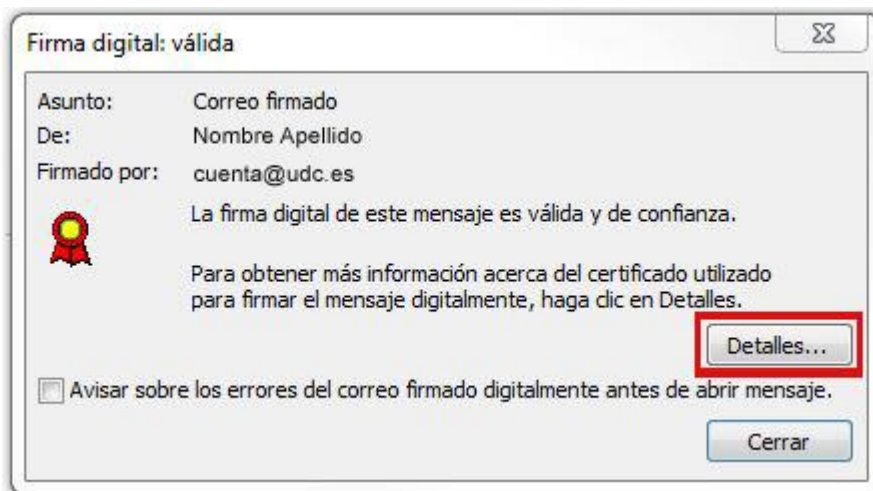 Firma digital: válida
Asunto: Correo firmado
De: Nombre Apellido
Firmado por: cuenta@udc.es
La firma digital de este mensaje es válida y de confianza.
Para obtener más información acerca del certificado utilizado
para firmar el mensaje digitalmente, haga clic en Detalles.
Detalles...
Avisar sobre los errores del correo firmado digitalmente antes de abrir mensaje.
Cerrar